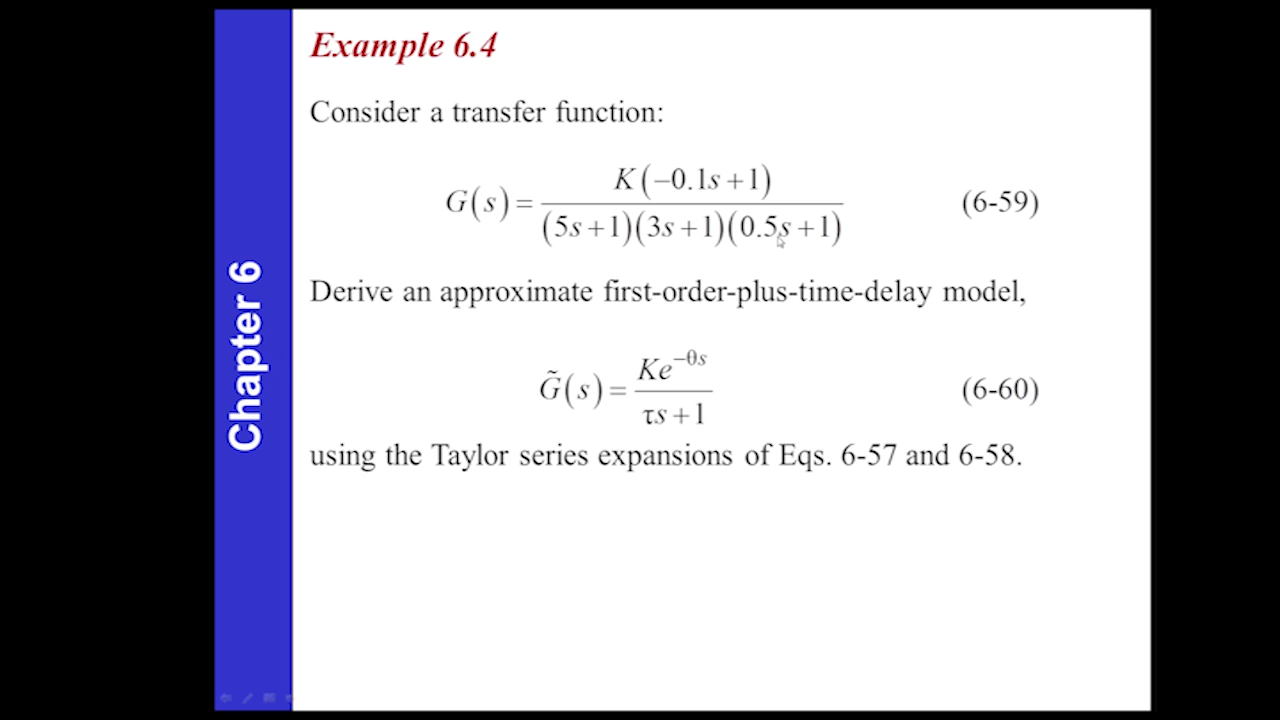 Example 6.4
Consider a transfer function:
G(s) = K(−0.1s+1) / (5s+1)(3s+1)(0.5s+1) (6-59)
Derive an approximate first-order-plus-time-delay model,
G̃(s) = Ke^{−θs} / τs+1 (6-60)
using the Taylor series expansions of Eqs. 6-57 and 6-58.
Chapter 6